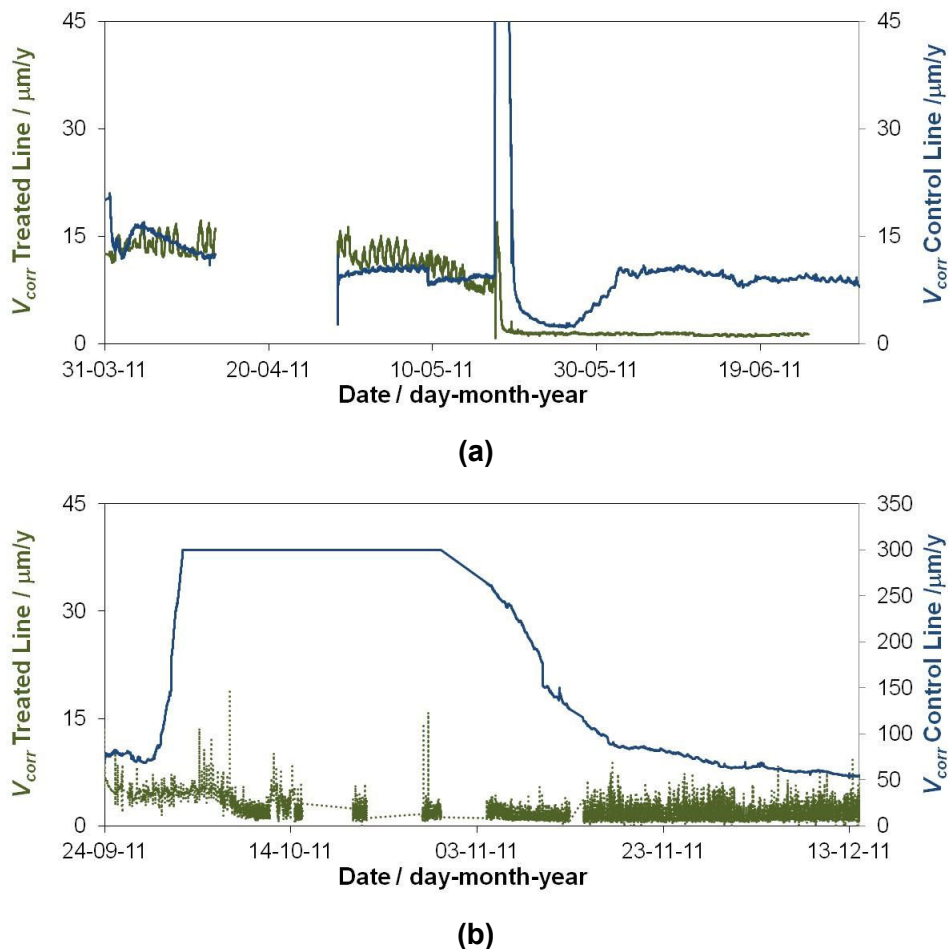 45
30
15
0
V_corr Treated Line / μm/y
45
30
15
0
V_corr Control Line /μm/y
31-03-11 20-04-11 10-05-11 30-05-11 19-06-11
Date / day-month-year
(a)
45
30
15
0
V_corr Treated Line / μm/y
350
300
250
200
150
100
50
0
V_corr Control Line /μm/y
24-09-11 14-10-11 03-11-11 23-11-11 13-12-11
Date / day-month-year
(b)